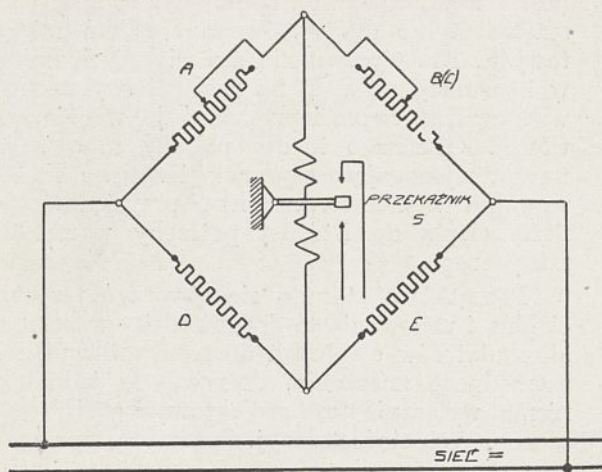 A
B(C)
PRZEKAŹNIK
S
D
E
SIEĆ =